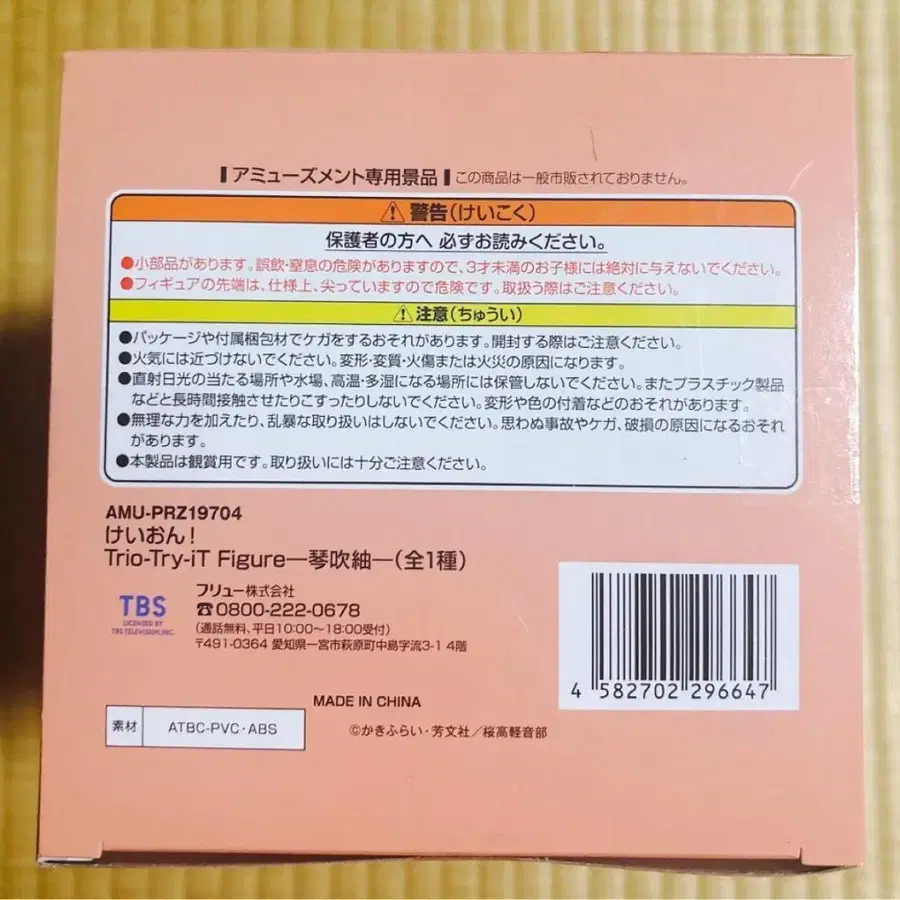 アミューズメント専用景品 この商品は一般市販されておりません。
警告(けいこく)
保護者の方へ 必ずお読みください。
●小部品があります。誤飲・窒息の危険がありますので、3才未満のお子様には絶対に与えないでください。
●フィギュアの先端は、仕様上、尖っていますので危険です。取扱う際はご注意ください。
注意(ちゅうい)
●パッケージや付属梱包材でケガをするおそれがあります。開封する際はご注意ください。
●火気には近づけないでください。変形・変質・火傷または火災の原因になります。
●直射日光の当たる場所や水場、高温・多湿になる場所には保管しないでください。またプラスチック製品
などと長時間接触させたりこすったりしないでください。変形や色の付着などのおそれがあります。
●無理な力を加えたり、乱暴な取り扱いはしないでください。思わぬ事故やケガ、破損の原因になるおそれ
があります。
●本製品は観賞用です。取り扱いには十分ご注意ください。
AMU-PRZ19704
けいおん!
Trio-Try-iT Figure―琴吹紬―(全1種)
TBS
LICENSED BY
TBS TELEVISION,INC.
フリュー株式会社
☎0800-222-0678
(通話無料、平日10:00〜18:00受付)
〒491-0364 愛知県一宮市萩原町中島字流3-1 4階
4 582702 296647
MADE IN CHINA
素材 ATBC-PVC・ABS
©かきふらい・芳文社/桜高軽音部